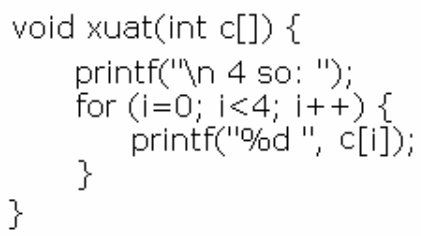 void xuat(int c[]) {
printf("\n 4 so: ");
for (i=0; i<4; i++) {
printf("%d ", c[i]);
}
}